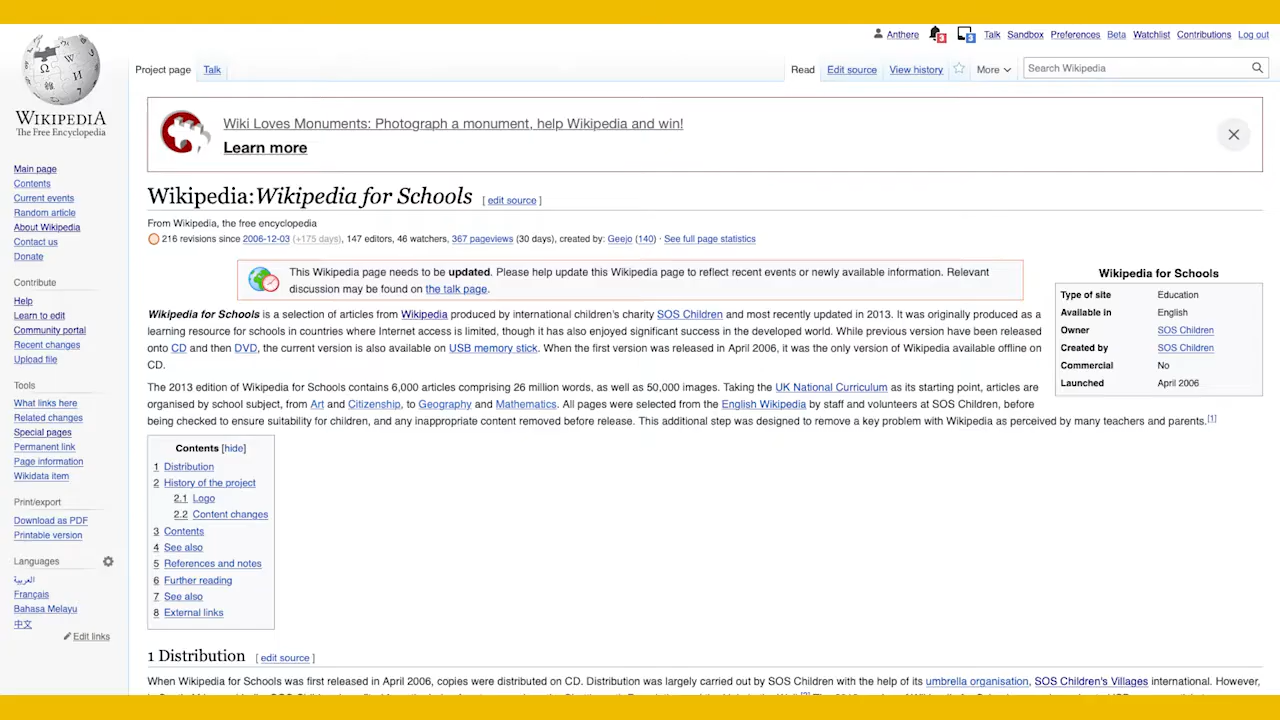 Anthere 3 3 Talk Sandbox Preferences Beta Watchlist Contributions Log out
Project page Talk Read Edit source View history More Search Wikipedia
WIKIPEDIA
The Free Encyclopedia
Main page
Contents
Current events
Random article
About Wikipedia
Contact us
Donate
Contribute
Help
Learn to edit
Community portal
Recent changes
Upload file
Tools
What links here
Related changes
Special pages
Permanent link
Page information
Wikidata item
Print/export
Download as PDF
Printable version
Languages
العربية
Français
Bahasa Melayu
中文
Edit links
Wiki Loves Monuments: Photograph a monument, help Wikipedia and win!
Learn more
Wikipedia:Wikipedia for Schools [ edit source ]
From Wikipedia, the free encyclopedia
216 revisions since 2006-12-03 (+175 days), 147 editors, 46 watchers, 367 pageviews (30 days), created by: Geejo (140) · See full page statistics
This Wikipedia page needs to be updated. Please help update this Wikipedia page to reflect recent events or newly available information. Relevant
discussion may be found on the talk page.
Wikipedia for Schools
Type of site Education
Available in English
Owner SOS Children
Created by SOS Children
Commercial No
Launched April 2006
Wikipedia for Schools is a selection of articles from Wikipedia produced by international children's charity SOS Children and most recently updated in 2013. It was originally produced as a
learning resource for schools in countries where Internet access is limited, though it has also enjoyed significant success in the developed world. While previous version have been released
onto CD and then DVD, the current version is also available on USB memory stick. When the first version was released in April 2006, it was the only version of Wikipedia available offline on
CD.
The 2013 edition of Wikipedia for Schools contains 6,000 articles comprising 26 million words, as well as 50,000 images. Taking the UK National Curriculum as its starting point, articles are
organised by school subject, from Art and Citizenship, to Geography and Mathematics. All pages were selected from the English Wikipedia by staff and volunteers at SOS Children, before
being checked to ensure suitability for children, and any inappropriate content removed before release. This additional step was designed to remove a key problem with Wikipedia as perceived by many teachers and parents.[1]
Contents [hide]
1 Distribution
2 History of the project
2.1 Logo
2.2 Content changes
3 Contents
4 See also
5 References and notes
6 Further reading
7 See also
8 External links
1 Distribution [ edit source ]
When Wikipedia for Schools was first released in April 2006, copies were distributed on CD. Distribution was largely carried out by SOS Children with the help of its umbrella organisation, SOS Children's Villages international. However,